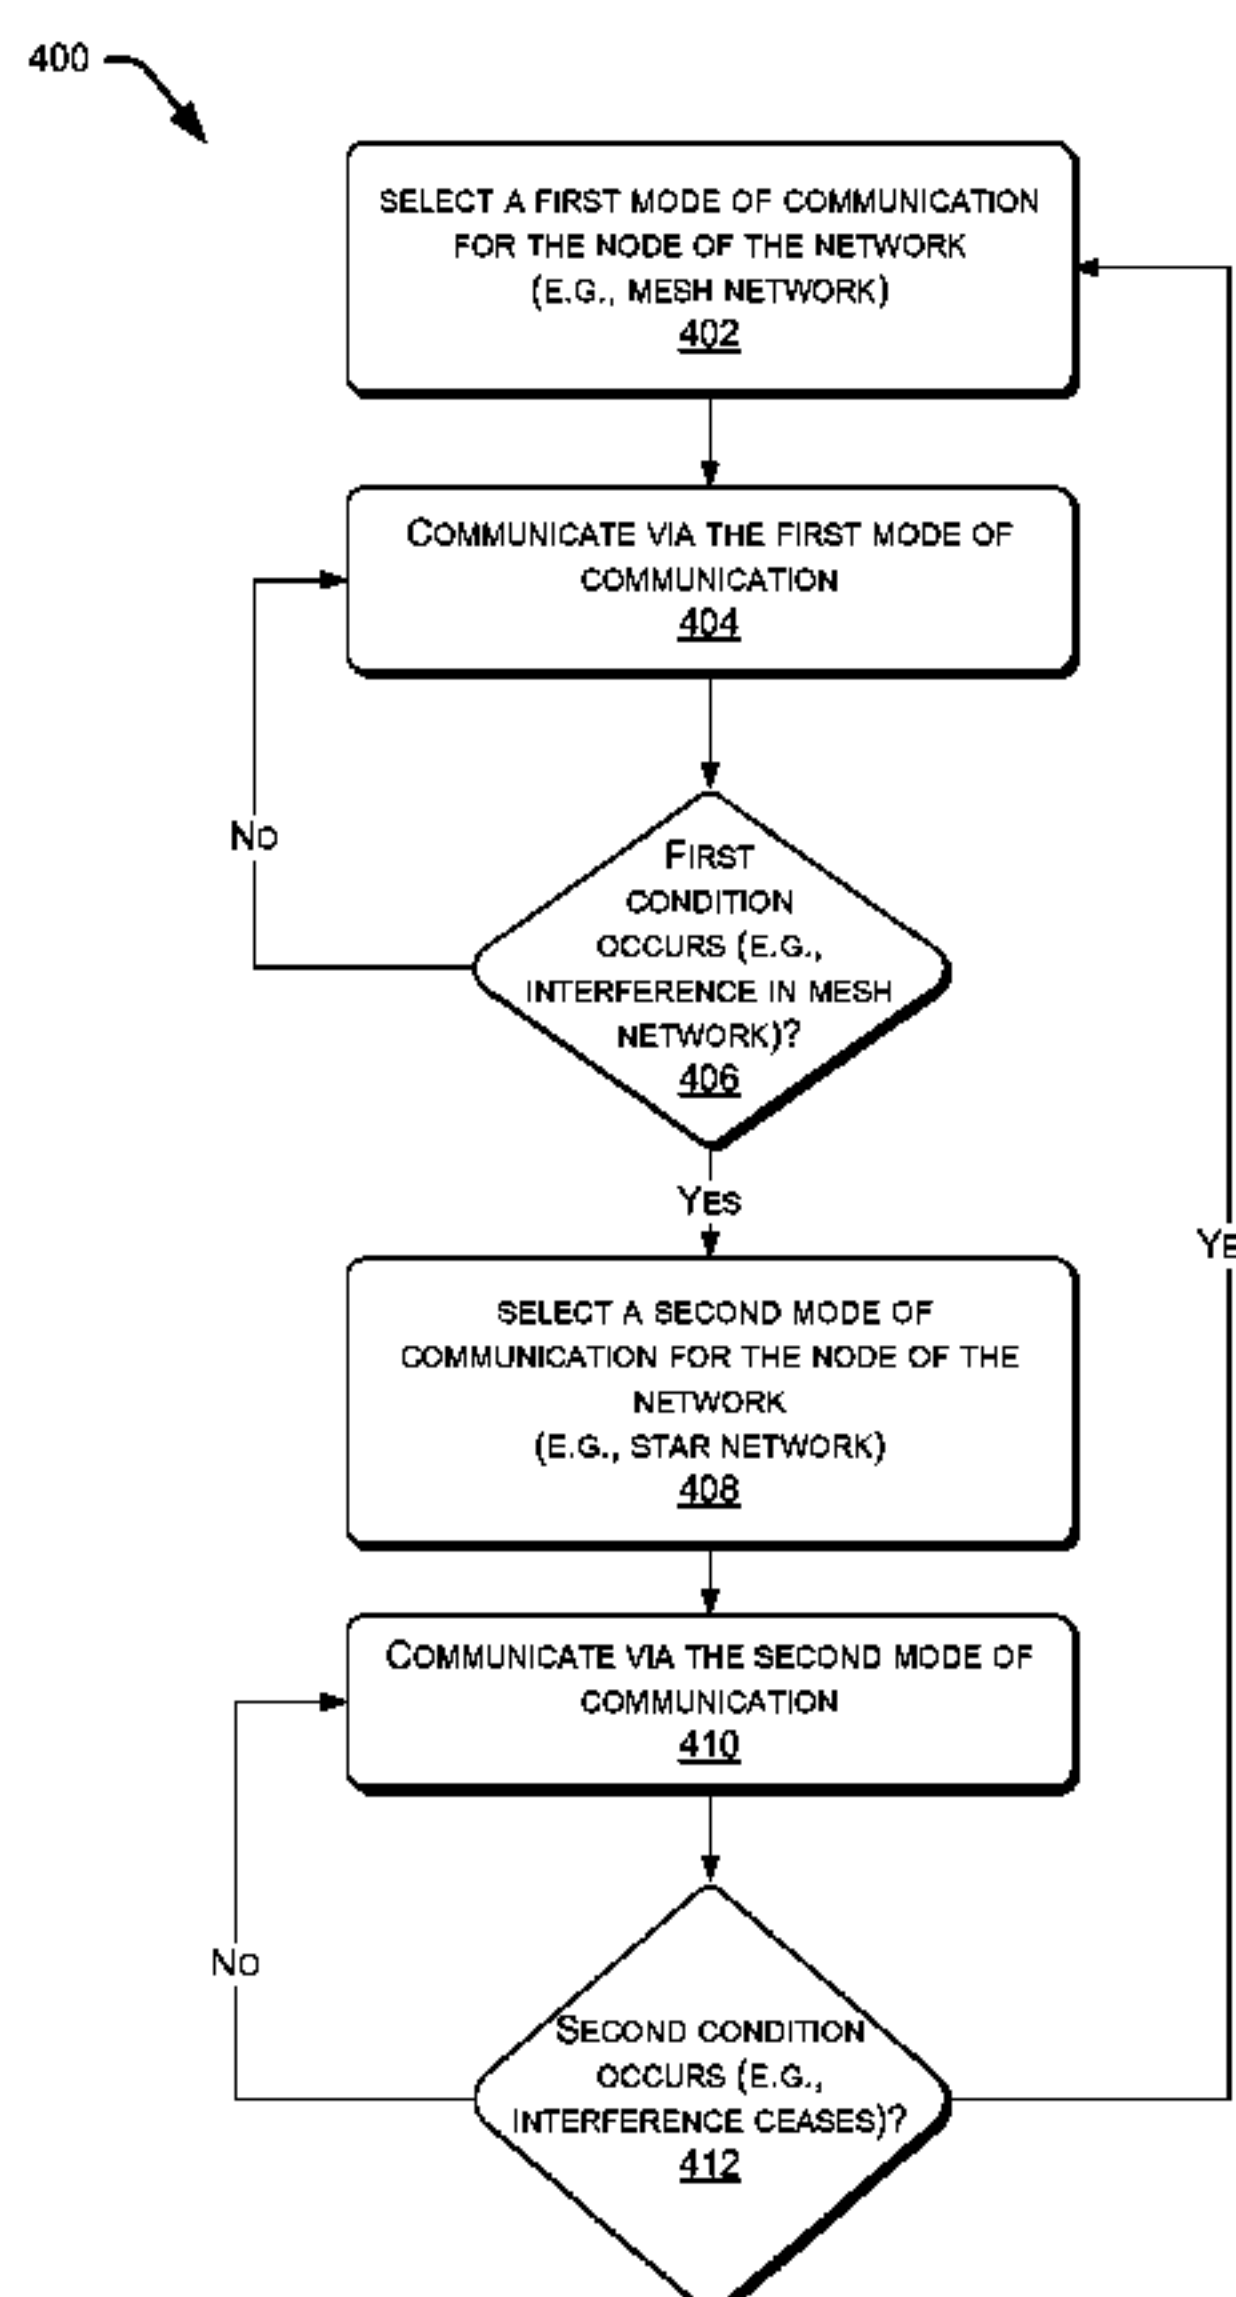 400
SELECT A FIRST MODE OF COMMUNICATION
FOR THE NODE OF THE NETWORK
(E.G., MESH NETWORK)
402
COMMUNICATE VIA THE FIRST MODE OF
COMMUNICATION
404
NO
FIRST
CONDITION
OCCURS (E.G.,
INTERFERENCE IN MESH
NETWORK)?
406
YES
SELECT A SECOND MODE OF
COMMUNICATION FOR THE NODE OF THE
NETWORK
(E.G., STAR NETWORK)
408
COMMUNICATE VIA THE SECOND MODE OF
COMMUNICATION
410
NO
SECOND CONDITION
OCCURS (E.G.,
INTERFERENCE CEASES)?
412